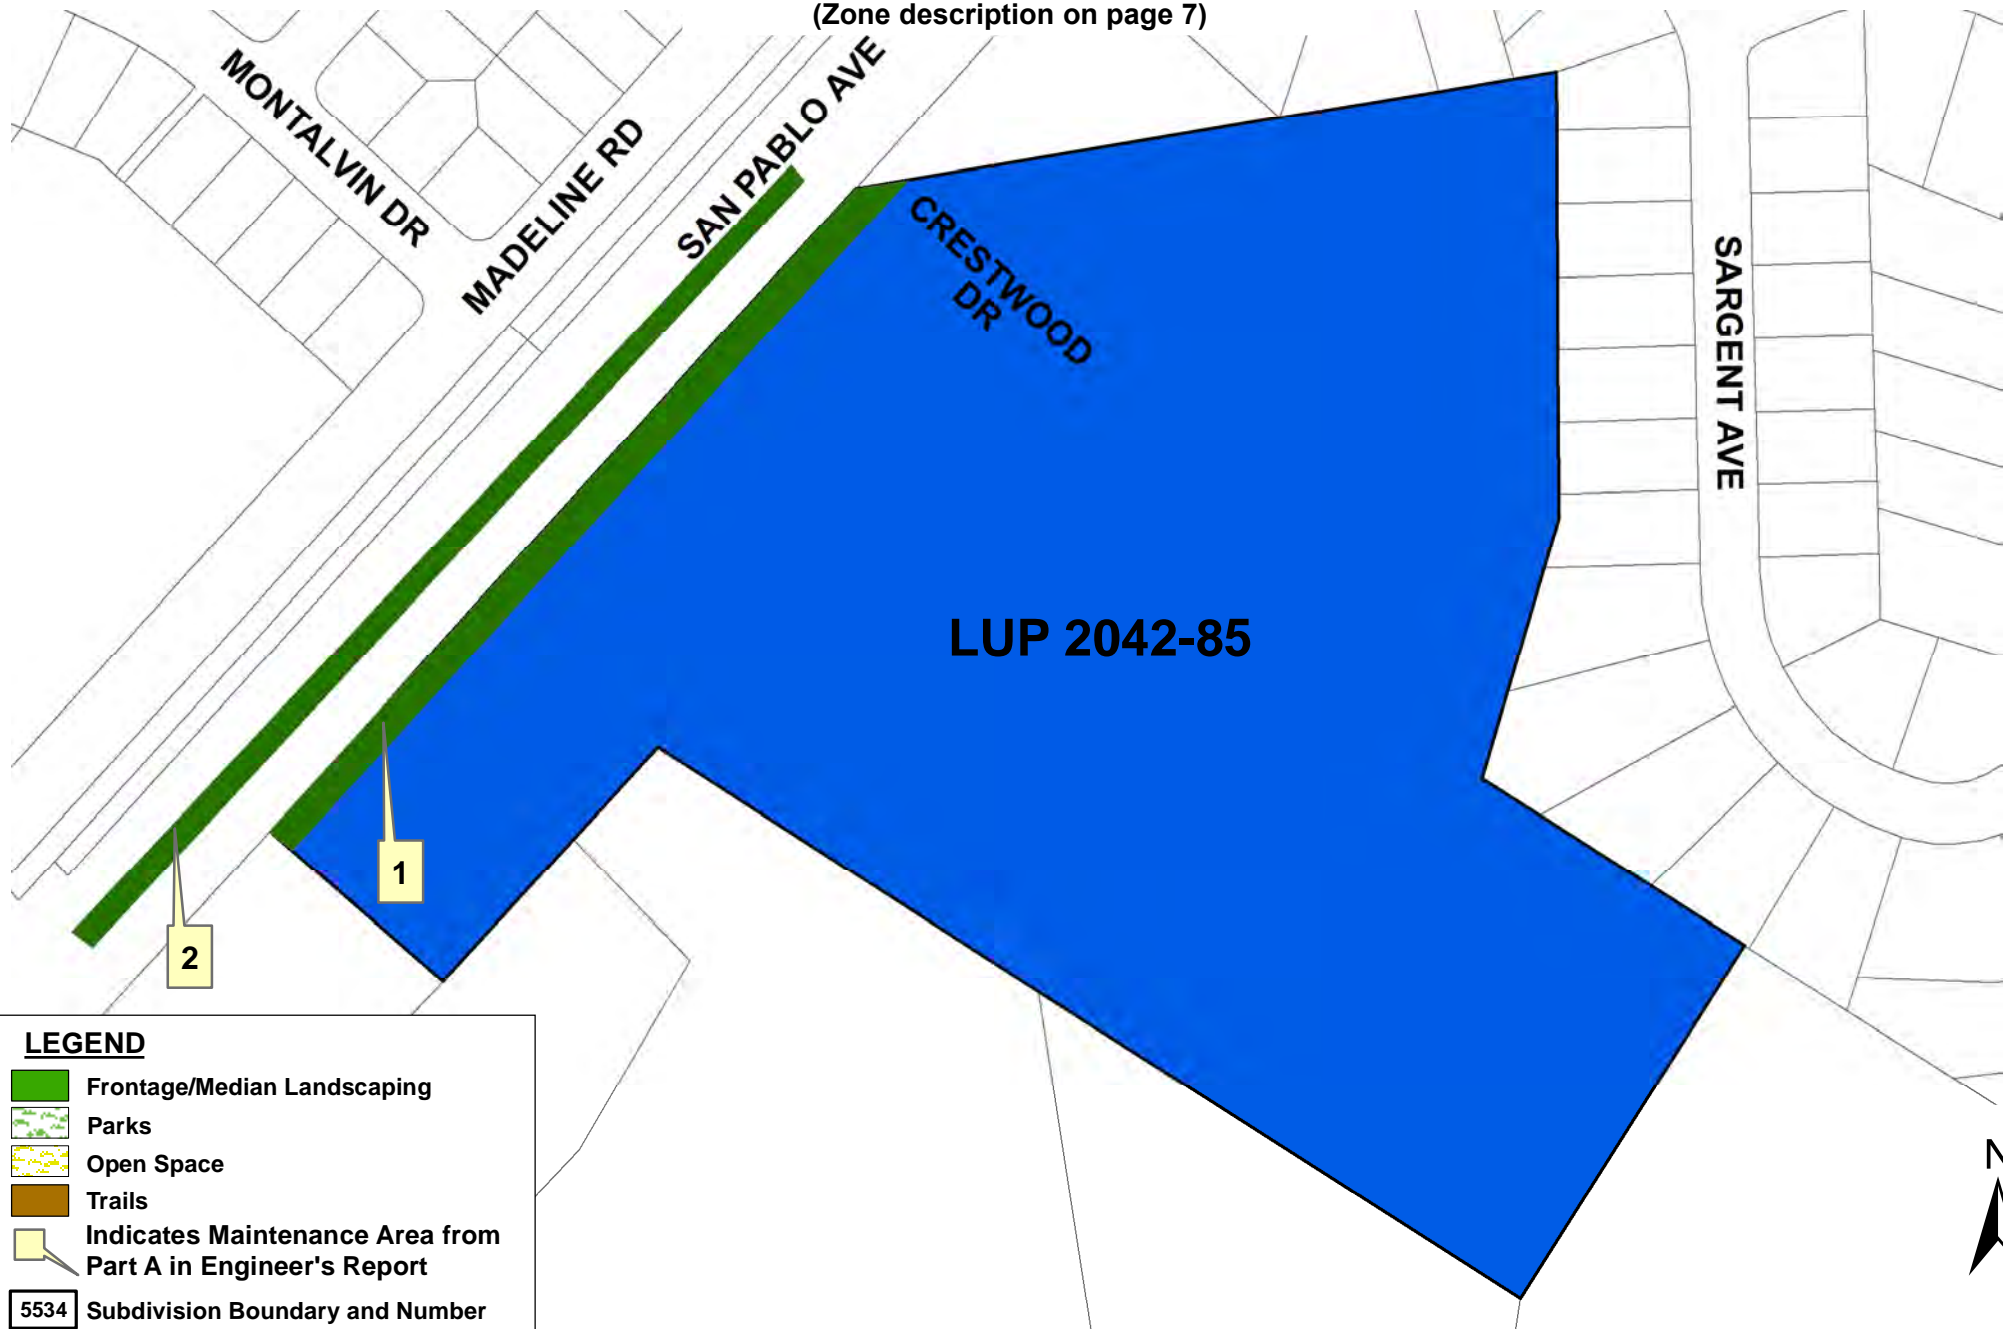 (Zone description on page 7)
MONTALVIN DR
MADELINE RD
SAN PABLO AVE
CRESTWOOD
DR
SARGENT AVE
LUP 2042-85
1
2
LEGEND
Frontage/Median Landscaping
Parks
Open Space
Trails
Indicates Maintenance Area from
Part A in Engineer's Report
5534 Subdivision Boundary and Number
N